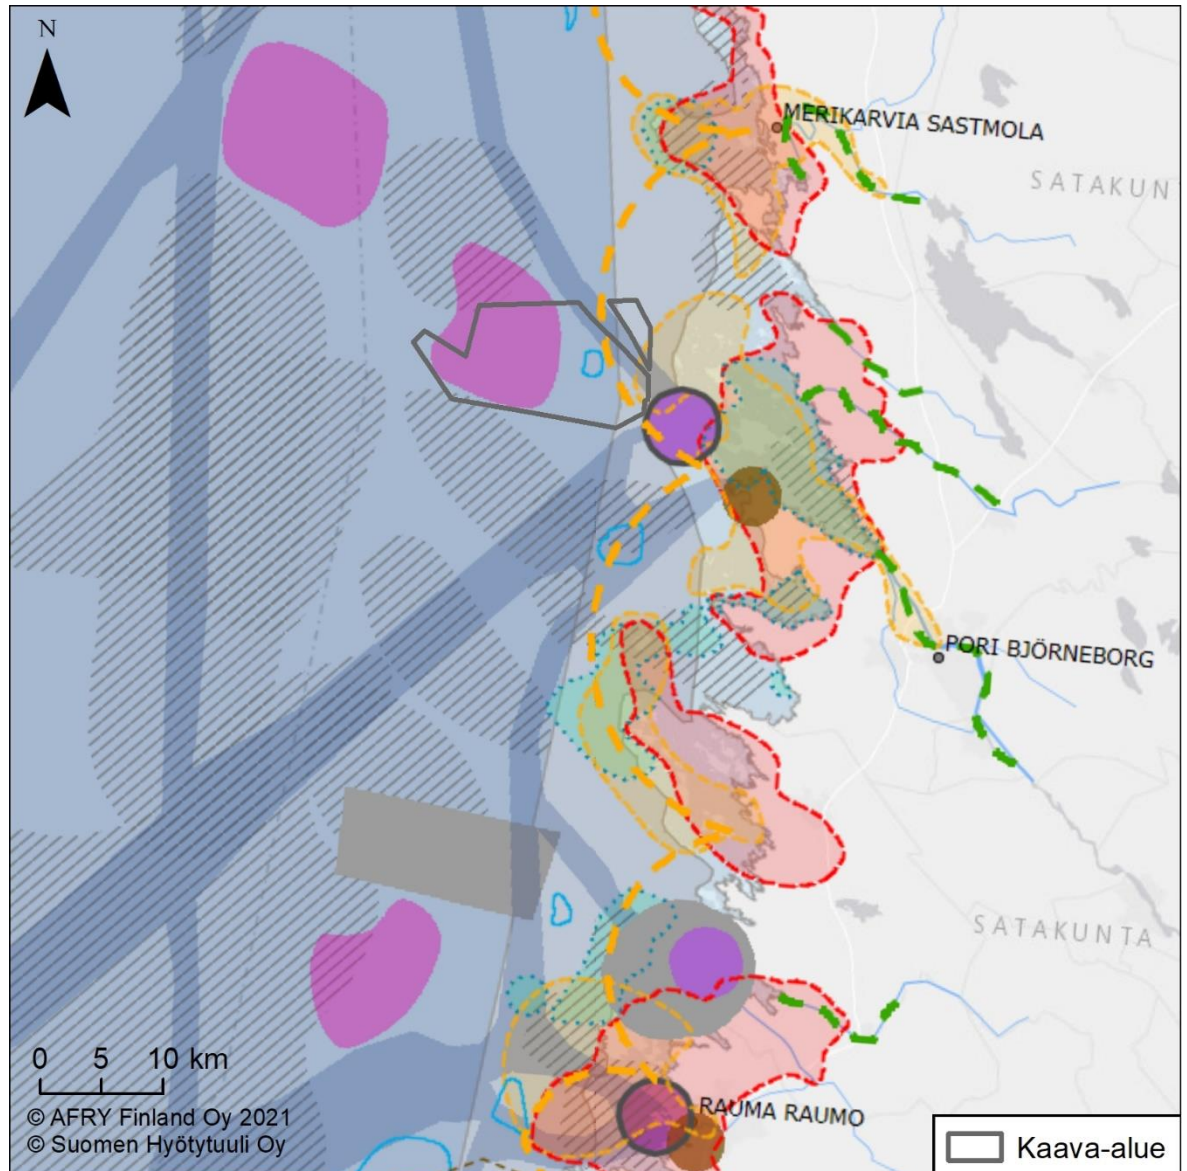 N
MERIKARVIA SASTMOLA
SATAKUN
PORI BJÖRNEBORG
SATAKUNTA
0 5 10 km
© AFRY Finland Oy 2021
© Suomen Hyötytuuli Oy
RAUMA RAUMO
Kaava-alue